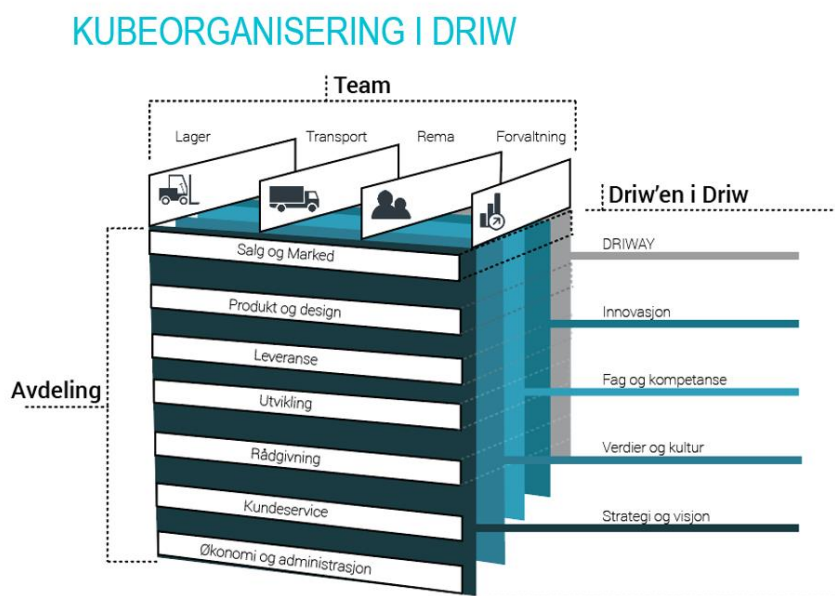 KUBEORGANISERING I DRIW
Team
Lager
Transport
Rema
Forvaltning
Driw'en i Driw
Salg og Marked
DRIWAY
Produkt og design
Innovasjon
Leveranse
Avdeling
Utvikling
Fag og kompetanse
Rådgivning
Verdier og kultur
Kundeservice
Strategi og visjon
Økonomi og administrasjon